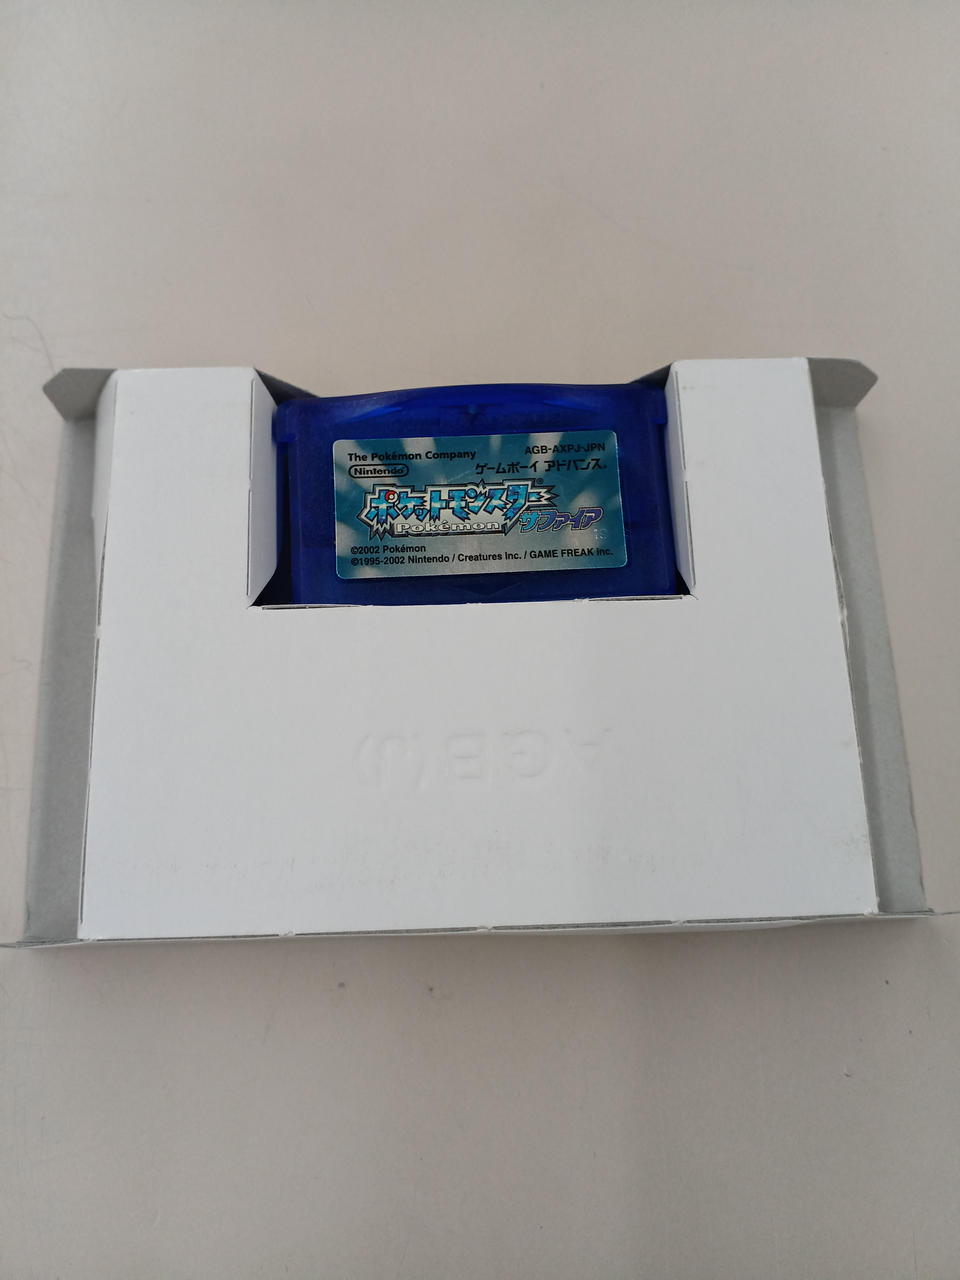 The Pokémon Company
AGB-AXPJ-JPN
Nintendo
ゲームボーイ アドバンス®
ポケットモンスター®
Pokémon
サファイア
©2002 Pokémon
©1995-2002 Nintendo / Creatures Inc. / GAME FREAK inc.
AGB(J)